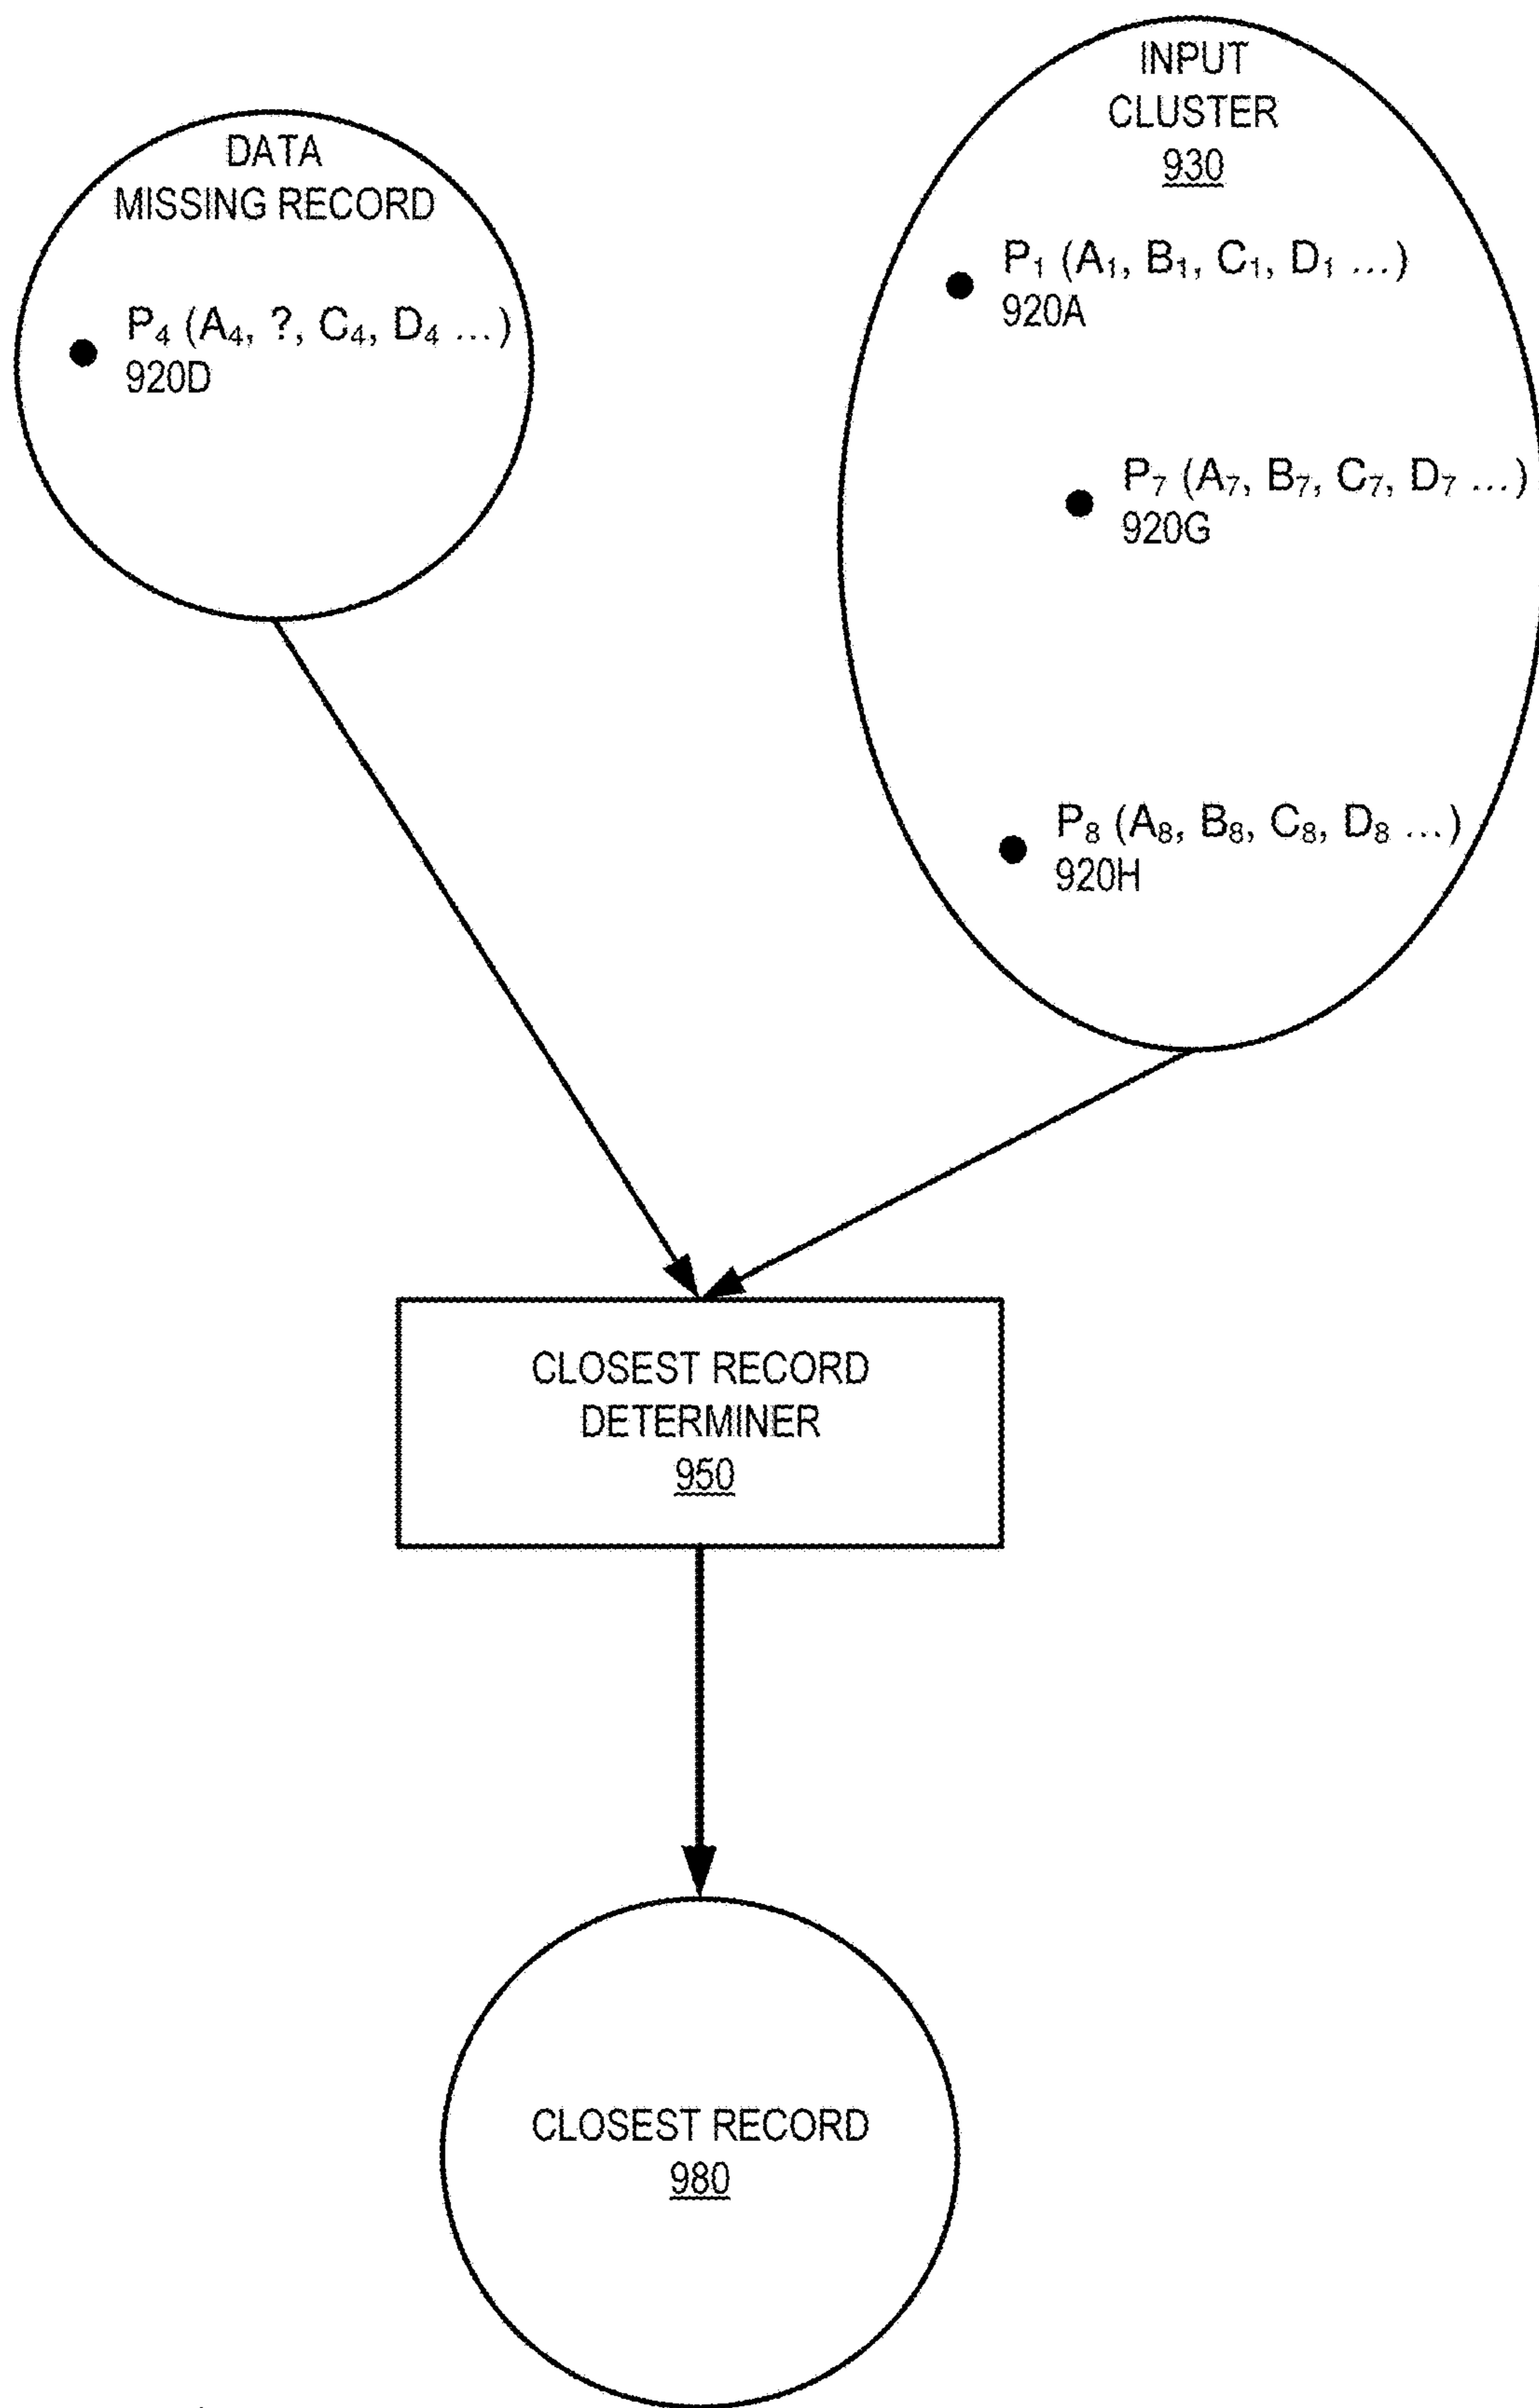 DATA
MISSING RECORD
P₄ (A₄, ?, C₄, D₄ ...)
920D
INPUT
CLUSTER
930
P₁ (A₁, B₁, C₁, D₁ ...)
920A
P₇ (A₇, B₇, C₇, D₇ ...)
920G
P₈ (A₈, B₈, C₈, D₈ ...)
920H
CLOSEST RECORD
DETERMINER
950
CLOSEST RECORD
980